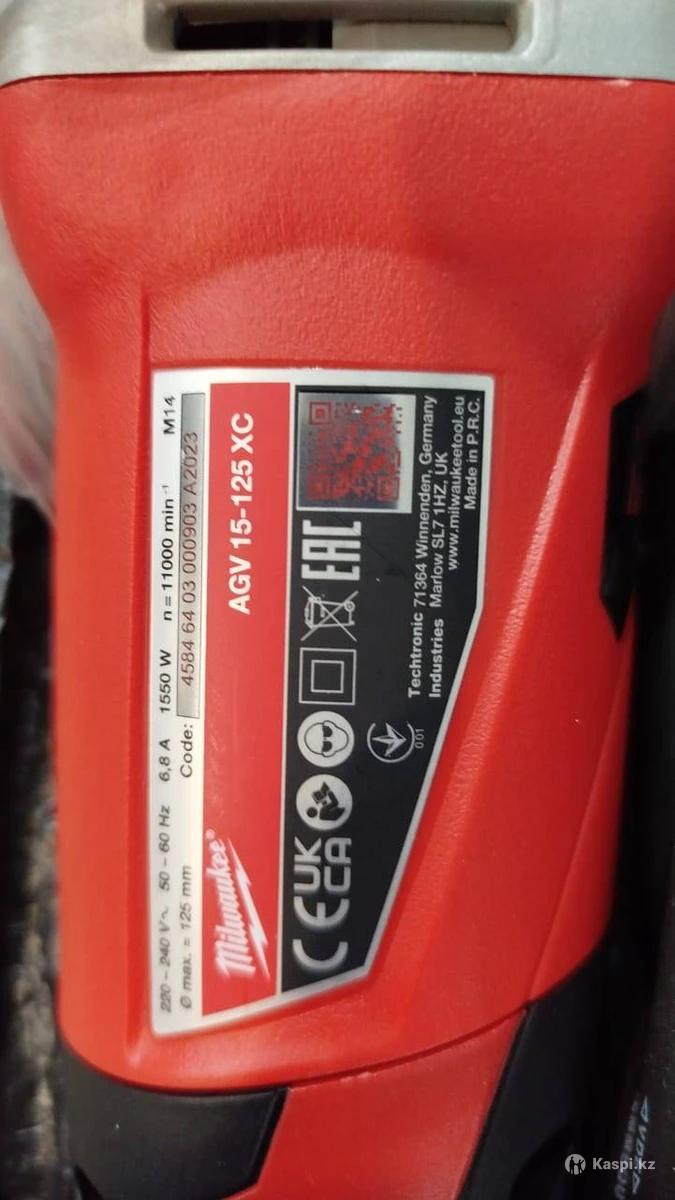 220 – 240 V~ 50 – 60 Hz 6,8 A 1550 W n = 11000 min⁻¹ M14
Ø max. = 125 mm Code: 4584 64 03 000903 A2023
Milwaukee® AGV 15-125 XC
CE UK CA EAC
001
Techtronic 71364 Winnenden, Germany
Industries Marlow SL7 1HZ, UK
www.milwaukeetool.eu
Made in P.R.C.
Kaspi.kz